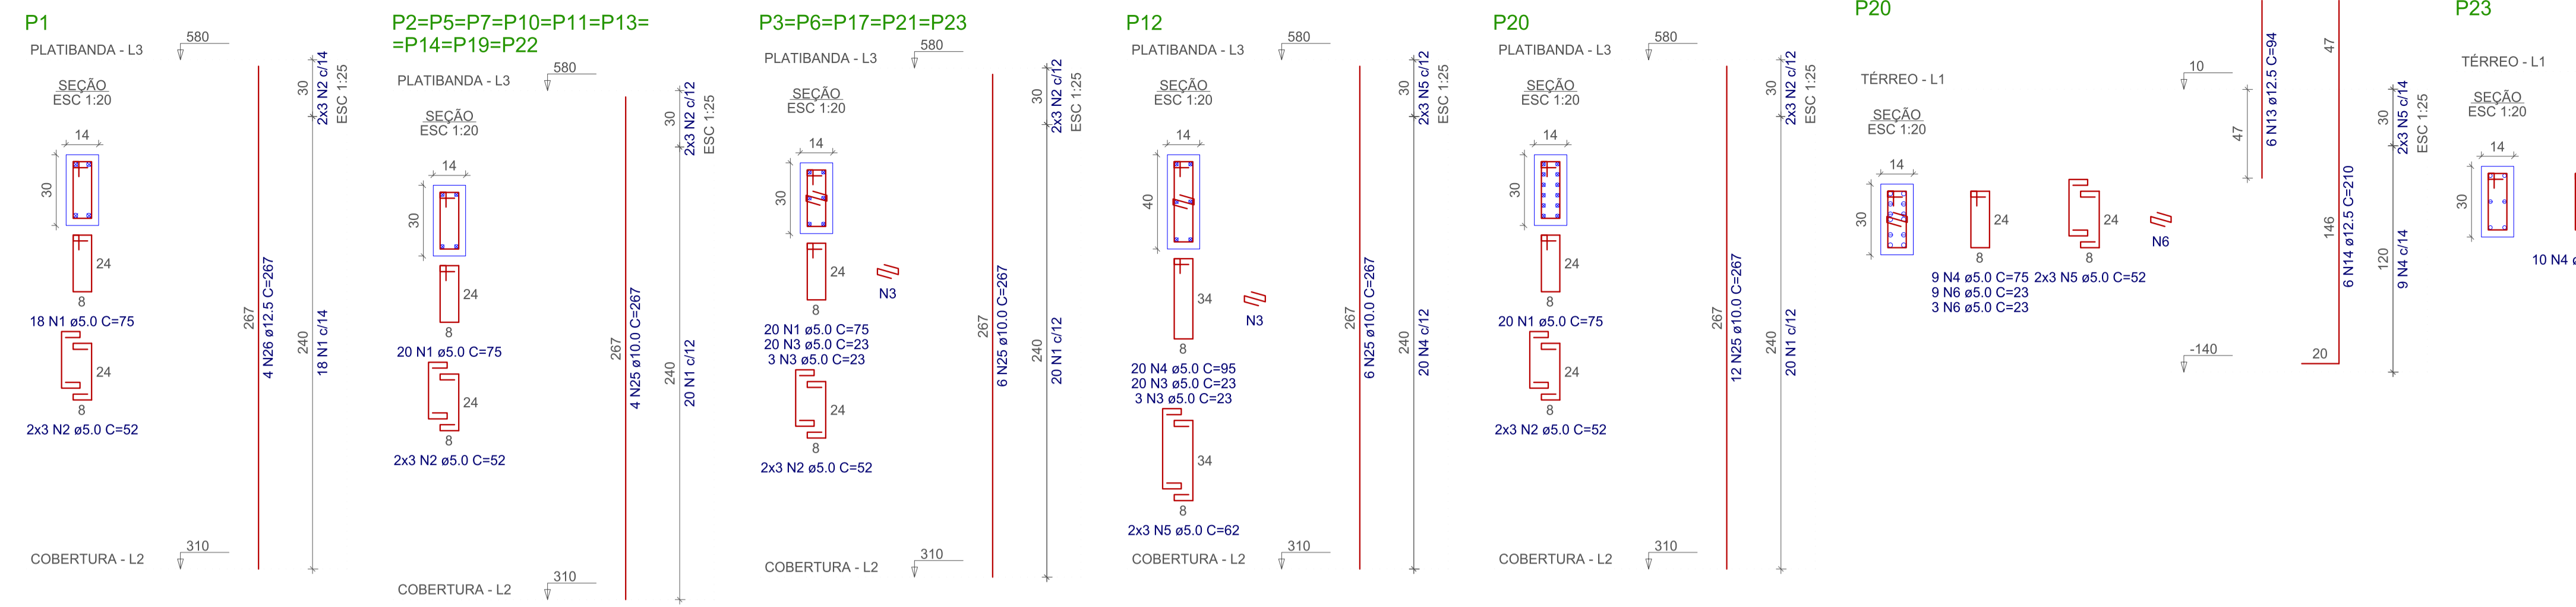 P1
PLATIBANDA - L3
580
SEÇÃO
ESC 1:20
14
30
24
8
18 N1 ø5.0 C=75
24
8
2x3 N2 ø5.0 C=52
COBERTURA - L2
310
267
4 N26 ø12.5 C=267
30
240
2x3 N2 c/14
ESC 1:25
18 N1 c/14
P2=P5=P7=P10=P11=P13=
=P14=P19=P22
PLATIBANDA - L3
580
SEÇÃO
ESC 1:20
14
30
24
8
20 N1 ø5.0 C=75
24
8
2x3 N2 ø5.0 C=52
COBERTURA - L2
310
267
4 N25 ø10.0 C=267
30
240
2x3 N2 c/12
ESC 1:25
20 N1 c/12
P3=P6=P17=P21=P23
PLATIBANDA - L3
580
SEÇÃO
ESC 1:20
14
30
24
8
N3
20 N1 ø5.0 C=75
20 N3 ø5.0 C=23
3 N3 ø5.0 C=23
24
8
2x3 N2 ø5.0 C=52
COBERTURA - L2
310
267
6 N25 ø10.0 C=267
30
240
2x3 N2 c/12
ESC 1:25
20 N1 c/12
P12
PLATIBANDA - L3
580
SEÇÃO
ESC 1:20
14
40
34
8
N3
20 N4 ø5.0 C=95
20 N3 ø5.0 C=23
3 N3 ø5.0 C=23
34
8
2x3 N5 ø5.0 C=62
COBERTURA - L2
310
267
6 N25 ø10.0 C=267
30
240
2x3 N5 c/12
ESC 1:25
20 N4 c/12
P20
PLATIBANDA - L3
580
SEÇÃO
ESC 1:20
14
30
24
8
20 N1 ø5.0 C=75
24
8
2x3 N2 ø5.0 C=52
COBERTURA - L2
310
267
12 N25 ø10.0 C=267
30
240
2x3 N2 c/12
ESC 1:25
20 N1 c/12
P20
TÉRREO - L1
10
SEÇÃO
ESC 1:20
14
30
24
8
24
8
N6
9 N4 ø5.0 C=75
2x3 N5 ø5.0 C=52
9 N6 ø5.0 C=23
3 N6 ø5.0 C=23
-140
47
6 N13 ø12.5 C=94
47
146
20
6 N14 ø12.5 C=210
30
120
2x3 N5 c/14
ESC 1:25
9 N4 c/14
P23
TÉRREO - L1
SEÇÃO
ESC 1:20
14
30
10 N4